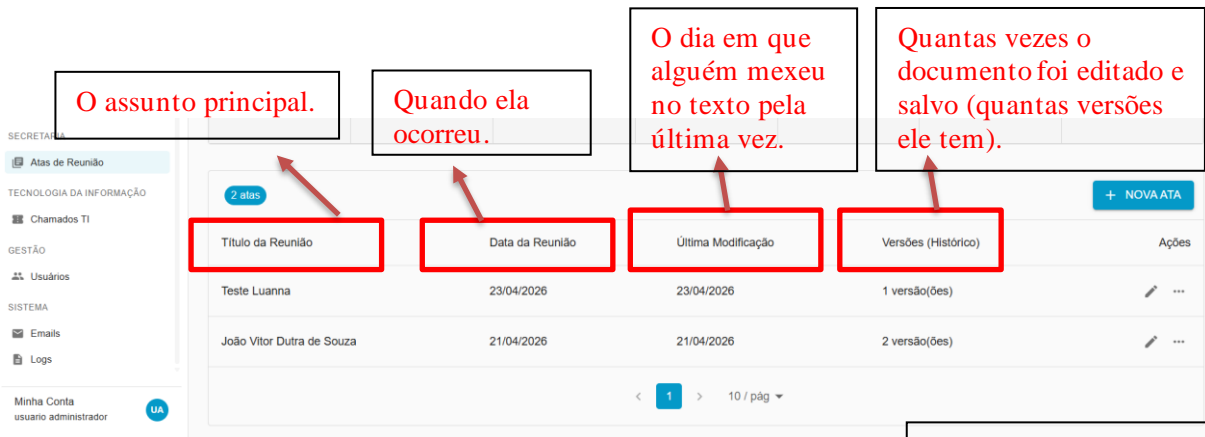 O dia em que
alguém mexeu
no texto pela
última vez.
Quantas vezes o
documento foi editado e
salvo (quantas versões
ele tem).
O assunto principal.
Quando ela
ocorreu.
SECRETARIA
Atas de Reunião
TECNOLOGIA DA INFORMAÇÃO
Chamados TI
GESTÃO
Usuários
SISTEMA
Emails
Logs
Minha Conta
usuario administrador
UA
2 atas
+ NOVA ATA
Título da Reunião Data da Reunião Última Modificação Versões (Histórico) Ações
Teste Luanna 23/04/2026 23/04/2026 1 versão(ões)
João Vitor Dutra de Souza 21/04/2026 21/04/2026 2 versão(ões)
< 1 > 10 / pág